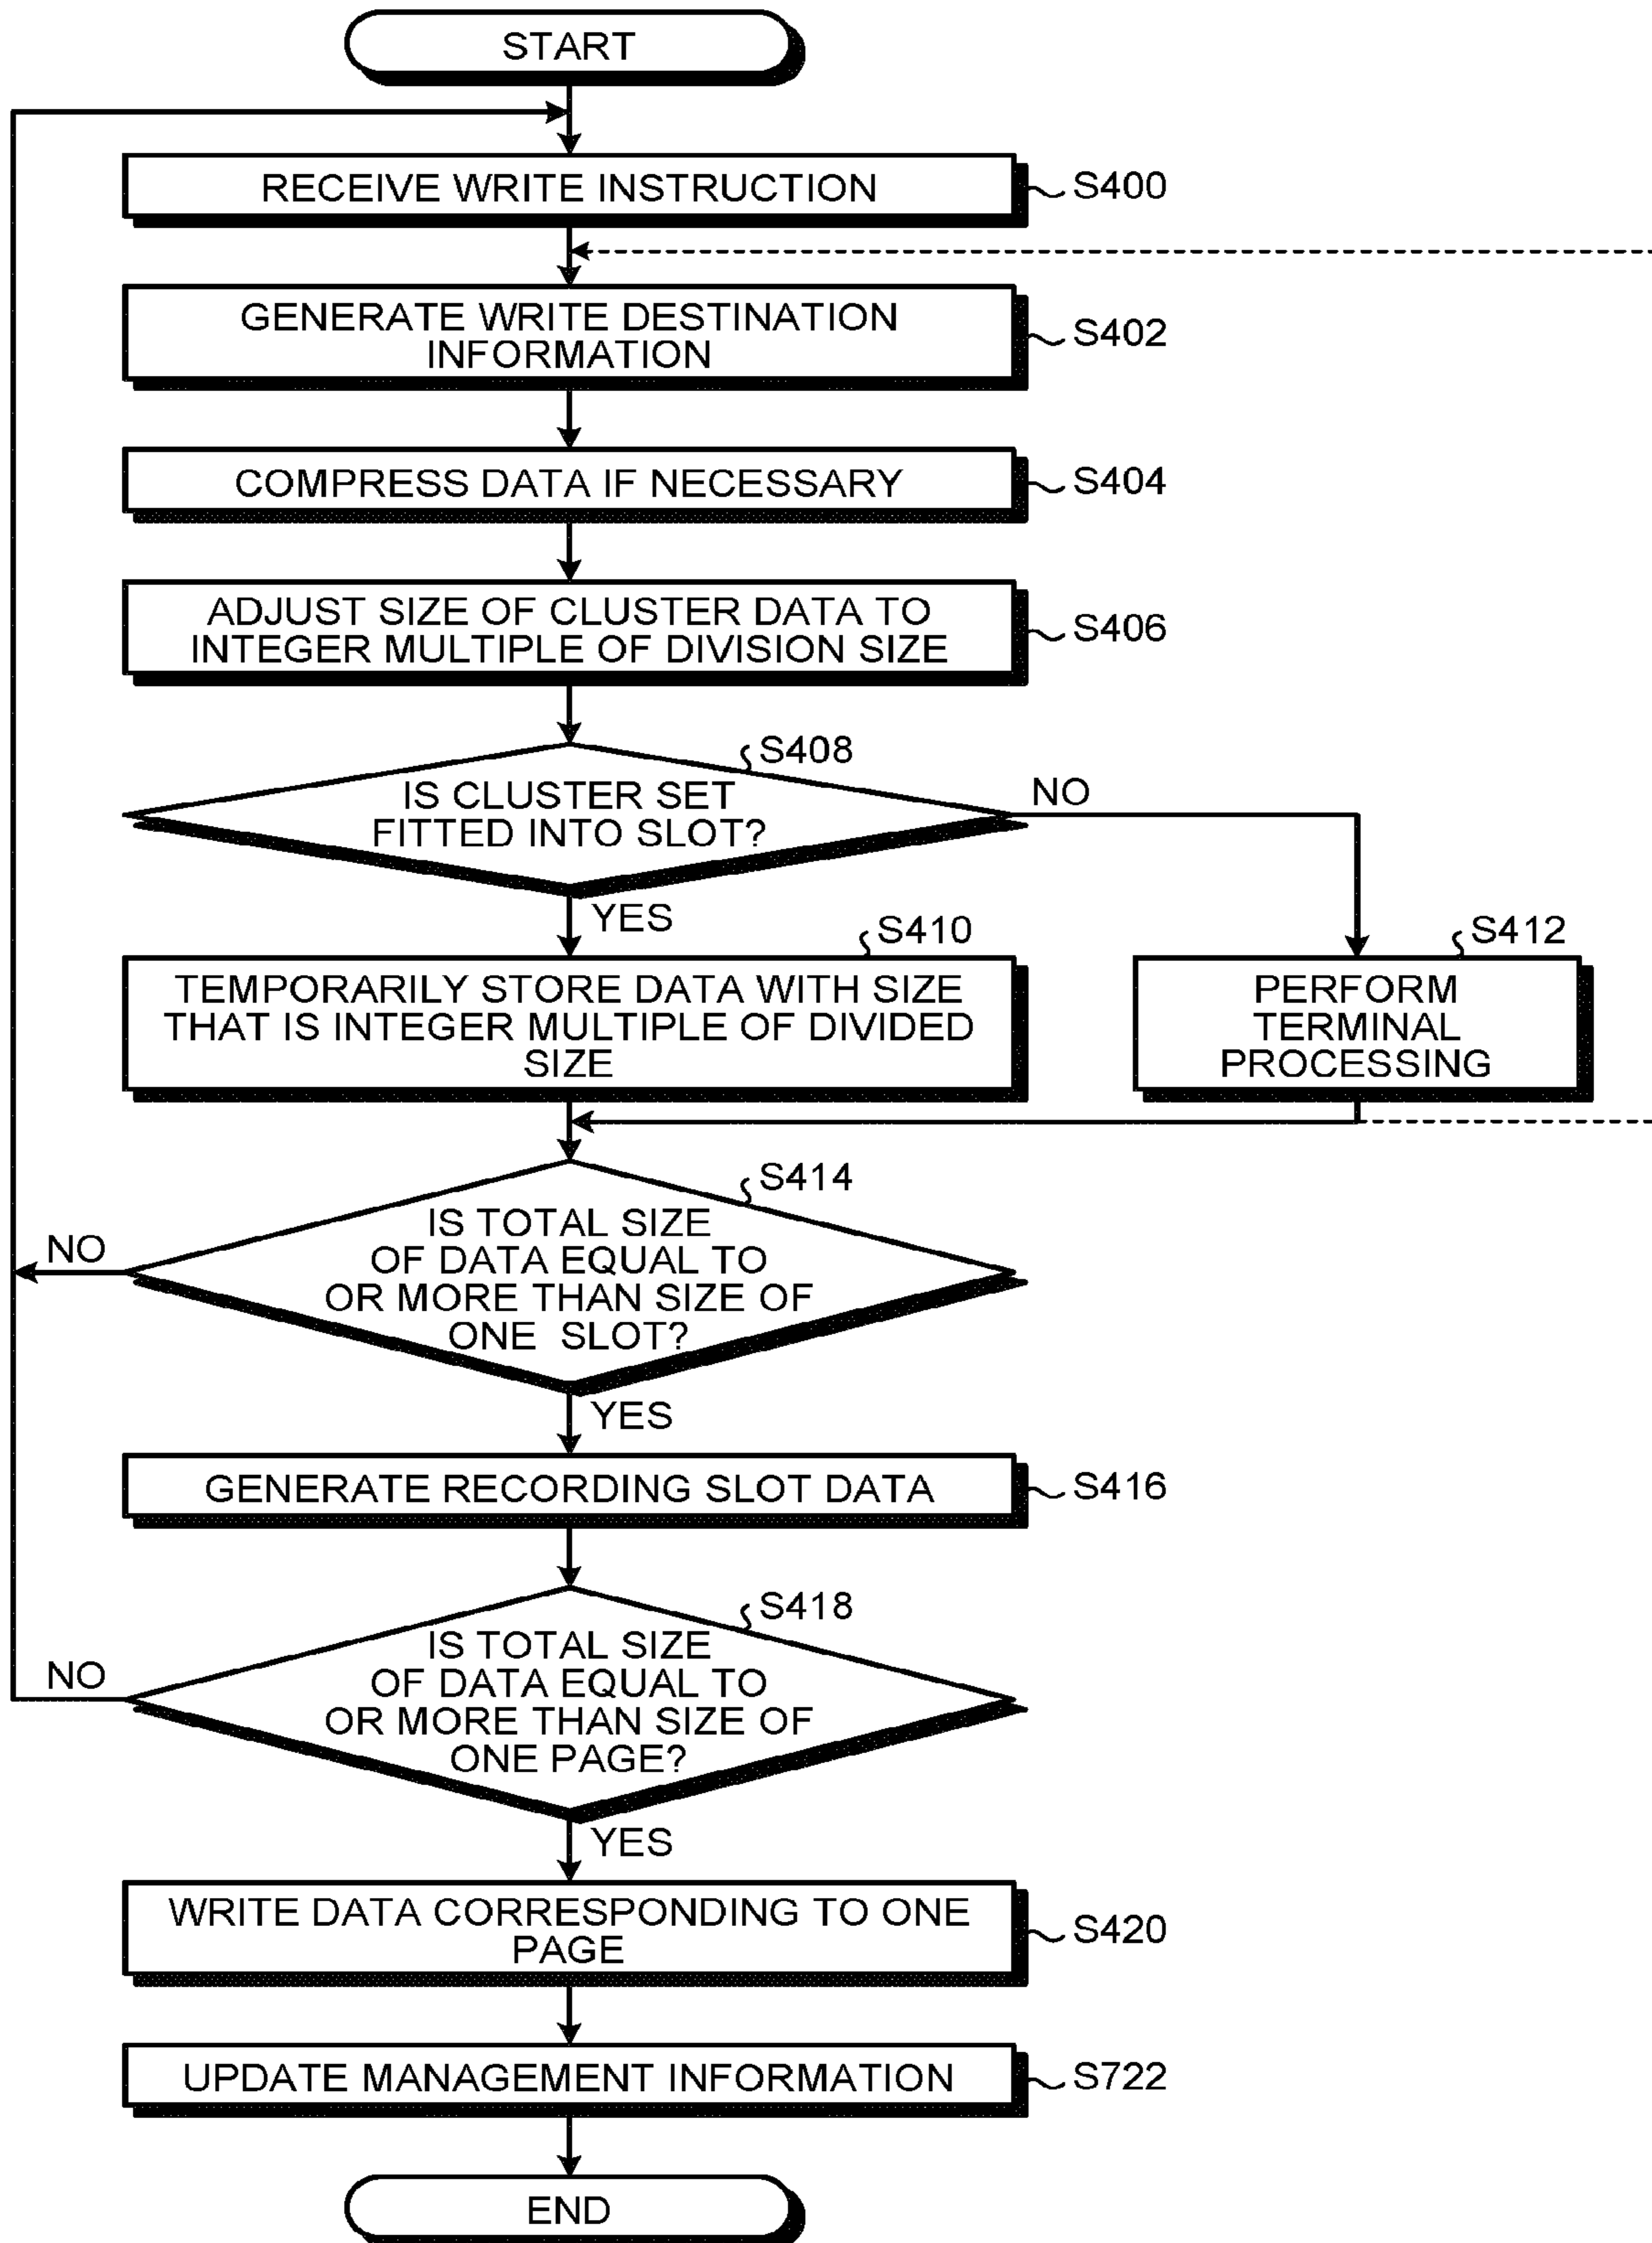 START
RECEIVE WRITE INSTRUCTION
S400
GENERATE WRITE DESTINATION
INFORMATION
S402
COMPRESS DATA IF NECESSARY
S404
ADJUST SIZE OF CLUSTER DATA TO
INTEGER MULTIPLE OF DIVISION SIZE
S406
S408
IS CLUSTER SET
FITTED INTO SLOT?
NO
YES
S410
TEMPORARILY STORE DATA WITH SIZE
THAT IS INTEGER MULTIPLE OF DIVIDED
SIZE
S412
PERFORM
TERMINAL
PROCESSING
S414
IS TOTAL SIZE
OF DATA EQUAL TO
OR MORE THAN SIZE OF
ONE SLOT?
NO
YES
GENERATE RECORDING SLOT DATA
S416
S418
IS TOTAL SIZE
OF DATA EQUAL TO
OR MORE THAN SIZE OF
ONE PAGE?
NO
YES
WRITE DATA CORRESPONDING TO ONE
PAGE
S420
UPDATE MANAGEMENT INFORMATION
S722
END